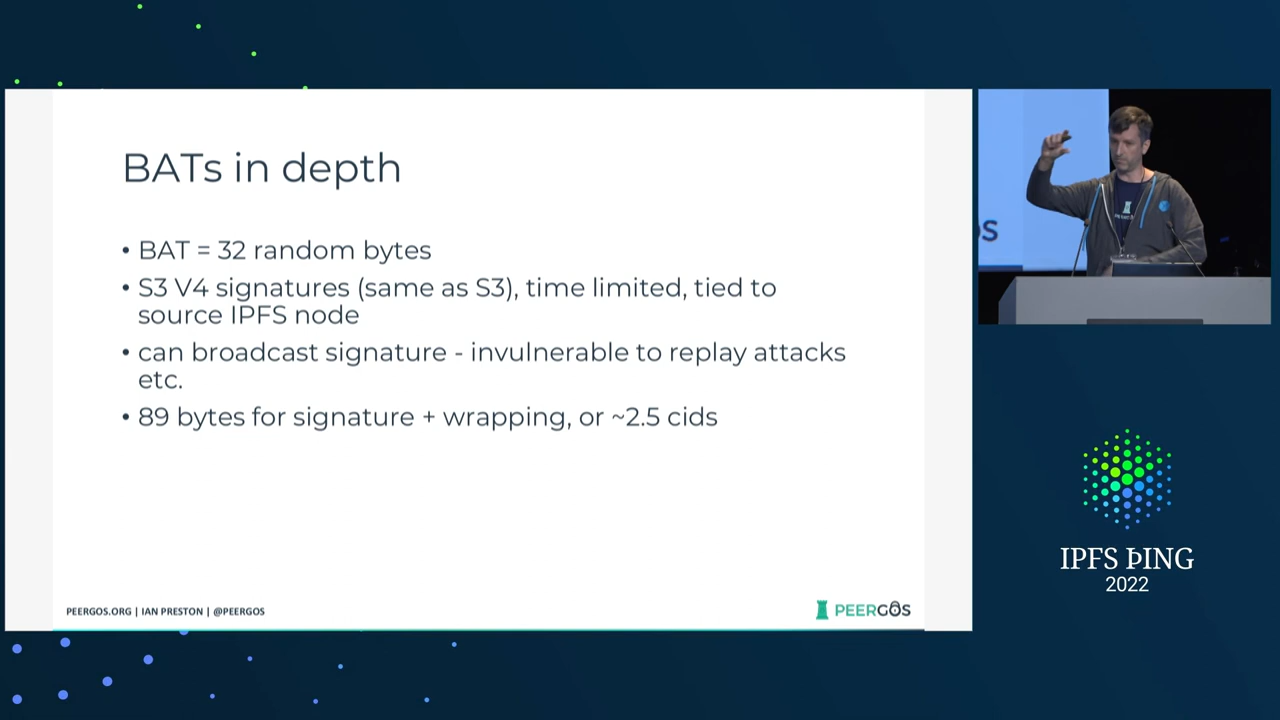 BATs in depth
• BAT = 32 random bytes
• S3 V4 signatures (same as S3), time limited, tied to
source IPFS node
• can broadcast signature - invulnerable to replay attacks
etc.
• 89 bytes for signature + wrapping, or ~2.5 cids
PEERGOS.ORG | IAN PRESTON | @PEERGOS
PEERGOS
OS
IPFS ÞING
2022